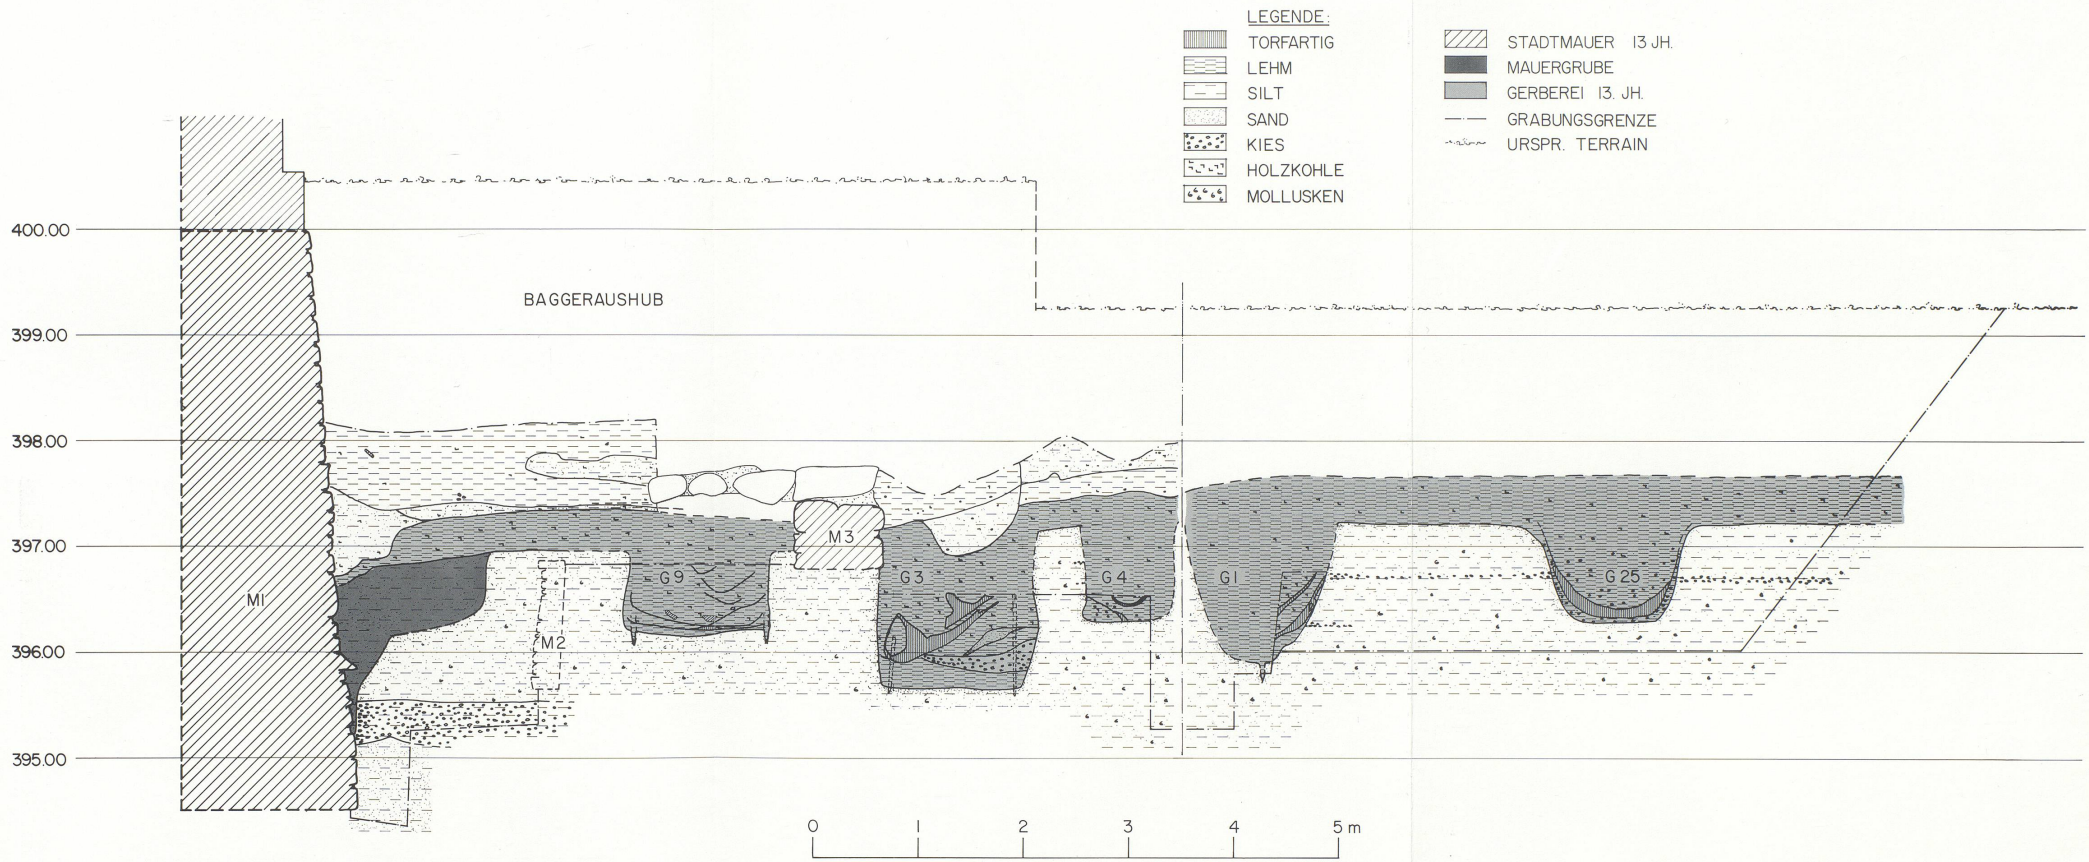 LEGENDE:
TORFARTIG
LEHM
SILT
SAND
KIES
HOLZKOHLE
MOLLUSKEN
STADTMAUER 13 JH.
MAUERGRUBE
GERBEREI 13. JH.
GRABUNGSGRENZE
URSPR. TERRAIN
400.00
BAGGERAUSHUB
399.00
398.00
397.00
M3
G9
G3
G4
G1
G25
M1
M2
396.00
395.00
0 1 2 3 4 5 m